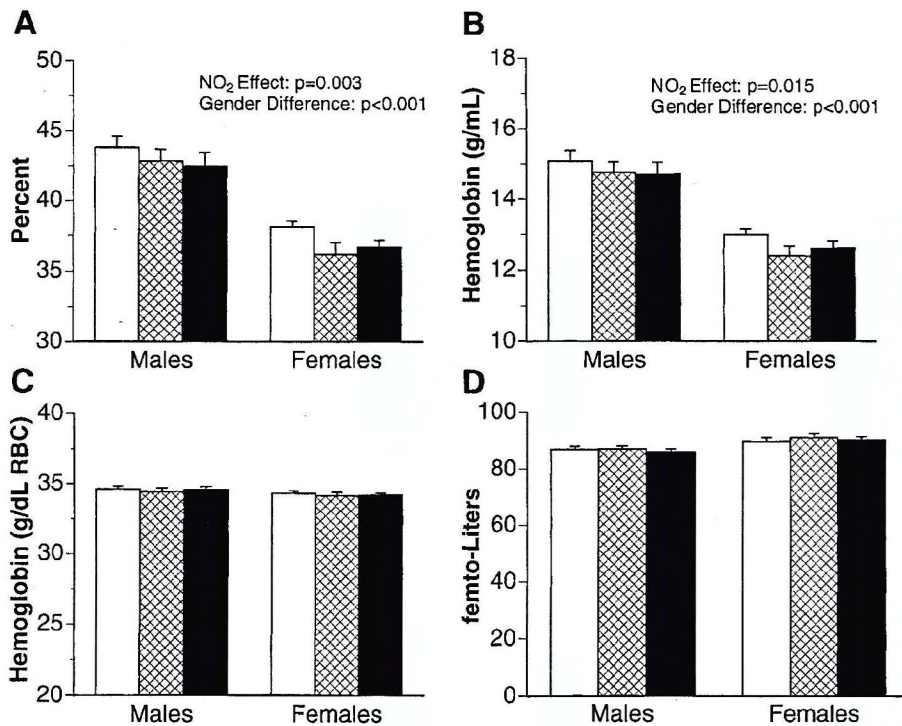 A
50
45
40
35
30
Percent
NO₂ Effect: p=0.003
Gender Difference: p<0.001
Males
Females
B
18
16
14
12
10
Hemoglobin (g/mL)
NO₂ Effect: p=0.015
Gender Difference: p<0.001
Males
Females
C
40
35
34
25
20
Hemoglobin (g/dL RBC)
Males
Females
D
100
80
60
40
20
0
femto-Liters
Males
Females